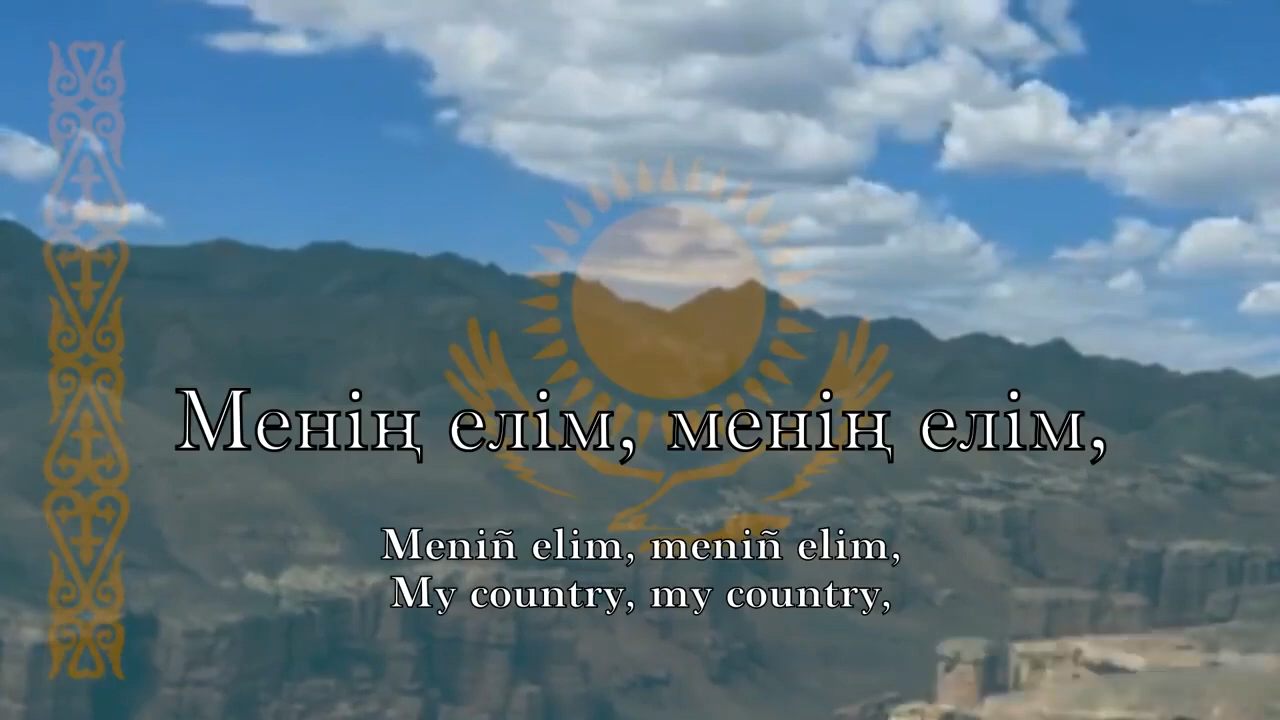 Менің елім, менің елім,
Meniñ elim, meniñ elim,
My country, my country,